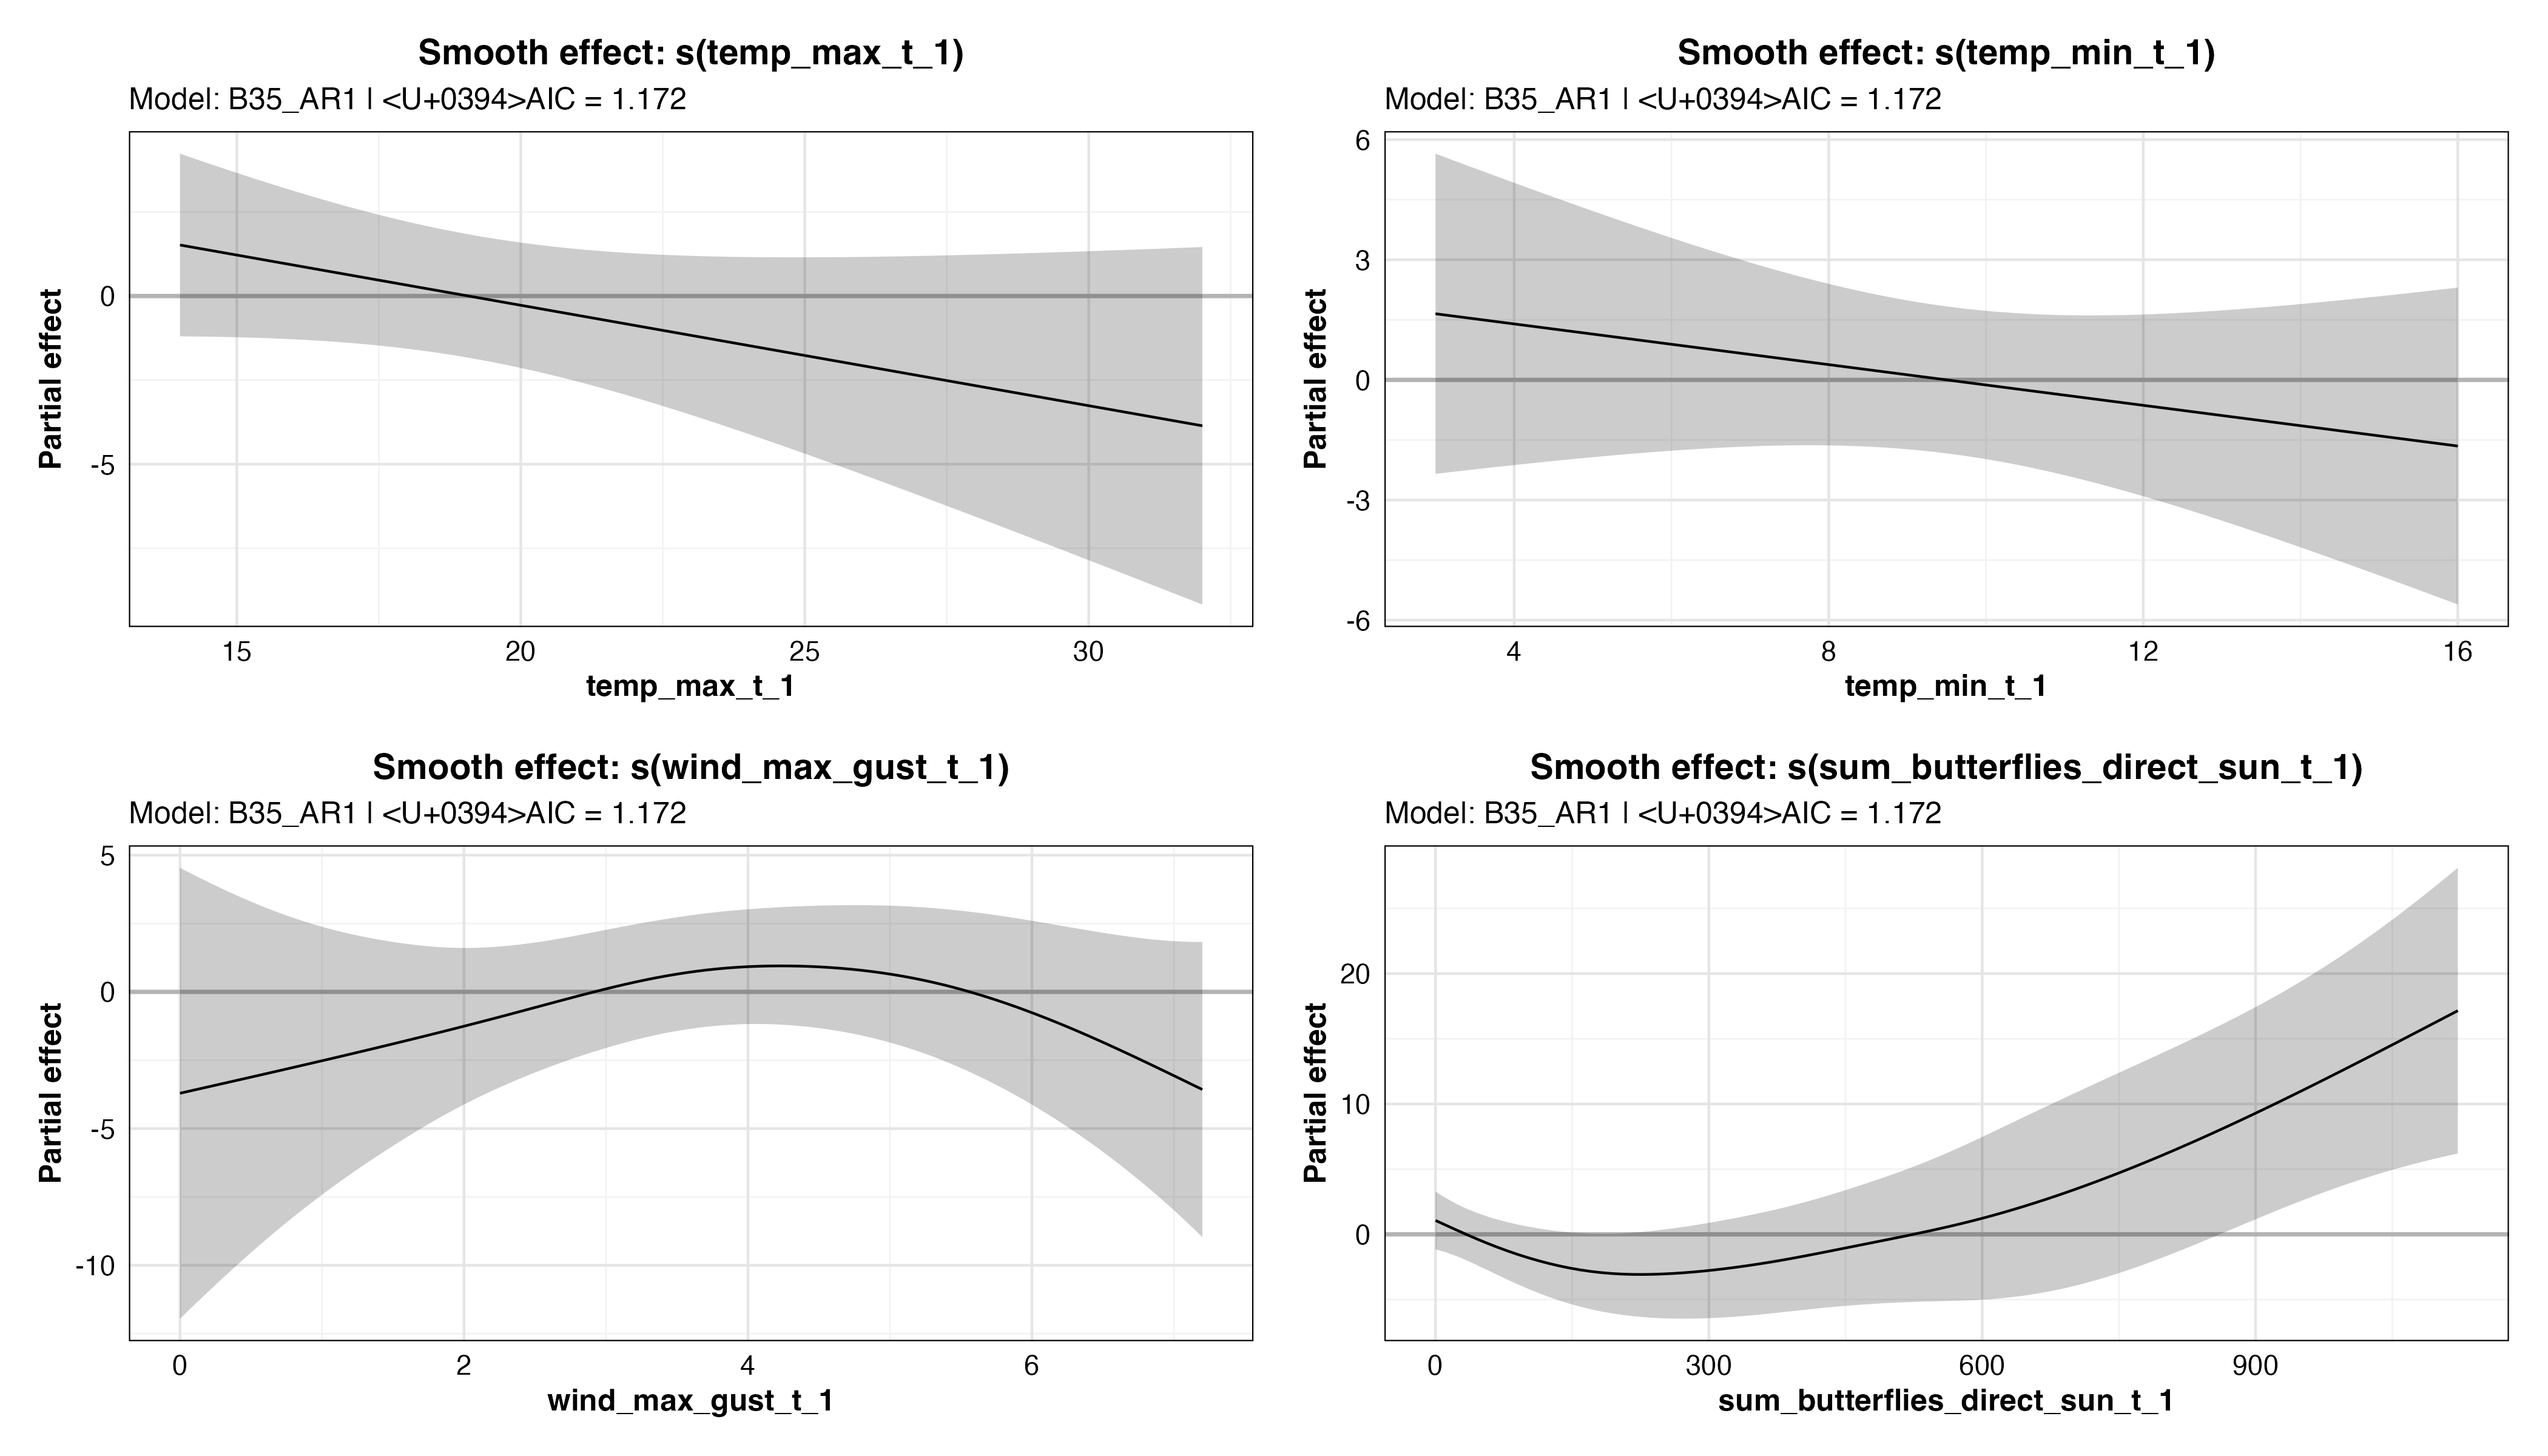 Smooth effect: s(temp_max_t_1)
Model: B35_AR1 | <U+0394>AIC = 1.172
Partial effect
0
-5
15 20 25 30
temp_max_t_1
Smooth effect: s(temp_min_t_1)
Model: B35_AR1 | <U+0394>AIC = 1.172
Partial effect
6
3
0
-3
-6
4 8 12 16
temp_min_t_1
Smooth effect: s(wind_max_gust_t_1)
Model: B35_AR1 | <U+0394>AIC = 1.172
Partial effect
5
0
-5
-10
0 2 4 6
wind_max_gust_t_1
Smooth effect: s(sum_butterflies_direct_sun_t_1)
Model: B35_AR1 | <U+0394>AIC = 1.172
Partial effect
20
10
0
0 300 600 900
sum_butterflies_direct_sun_t_1